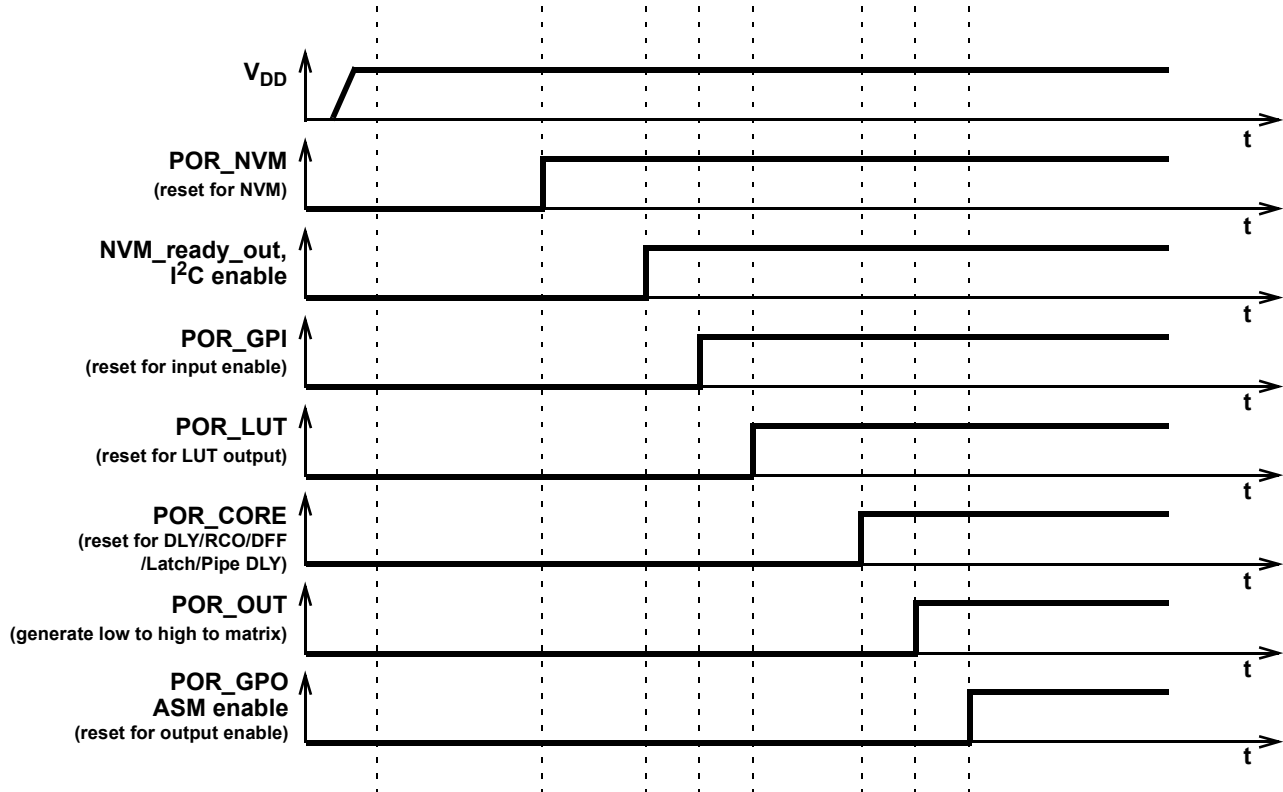 VDD
t
POR_NVM
(reset for NVM)
t
NVM_ready_out,
I2C enable
t
POR_GPI
(reset for input enable)
t
POR_LUT
(reset for LUT output)
t
POR_CORE
(reset for DLY/RCO/DFF
/Latch/Pipe DLY)
t
POR_OUT
(generate low to high to matrix)
t
POR_GPO
ASM enable
(reset for output enable)
t